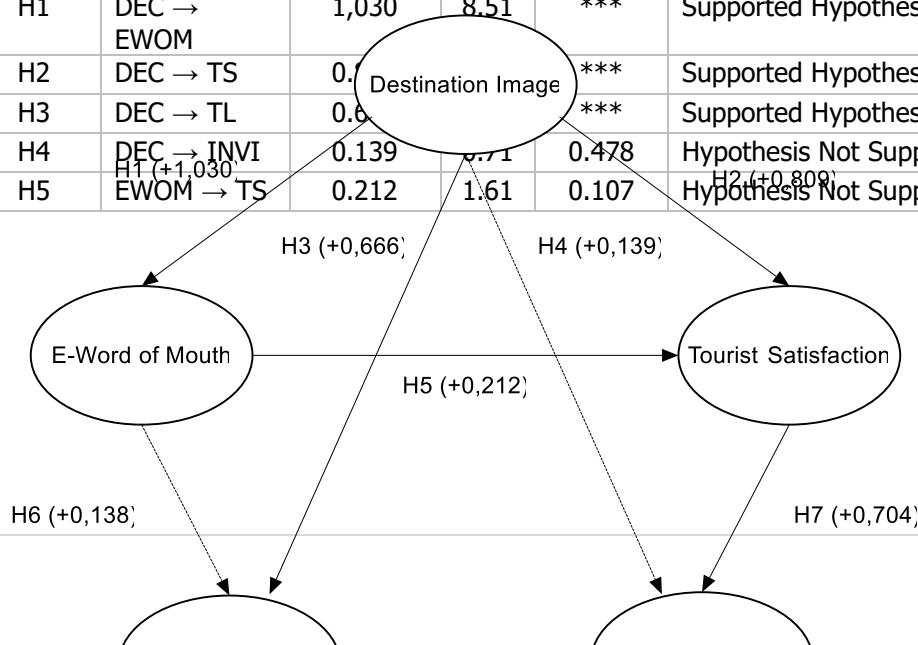 H1 DEC → 1,030 8.51 *** Supported Hypothes
EWOM
H2 DEC → TS *** Supported Hypothes
H3 DEC → TL *** Supported Hypothes
H4 DEC → INVI 0.139 0.478 Hypothesis Not Supp
H5 EWOM → TS 0.212 1.61 0.107 Hypothesis Not Supp
Destination Image
H1 (+1,030)
H2 (+0,809)
H3 (+0,666)
H4 (+0,139)
E-Word of Mouth
Tourist Satisfaction
H5 (+0,212)
H6 (+0,138)
H7 (+0,704)